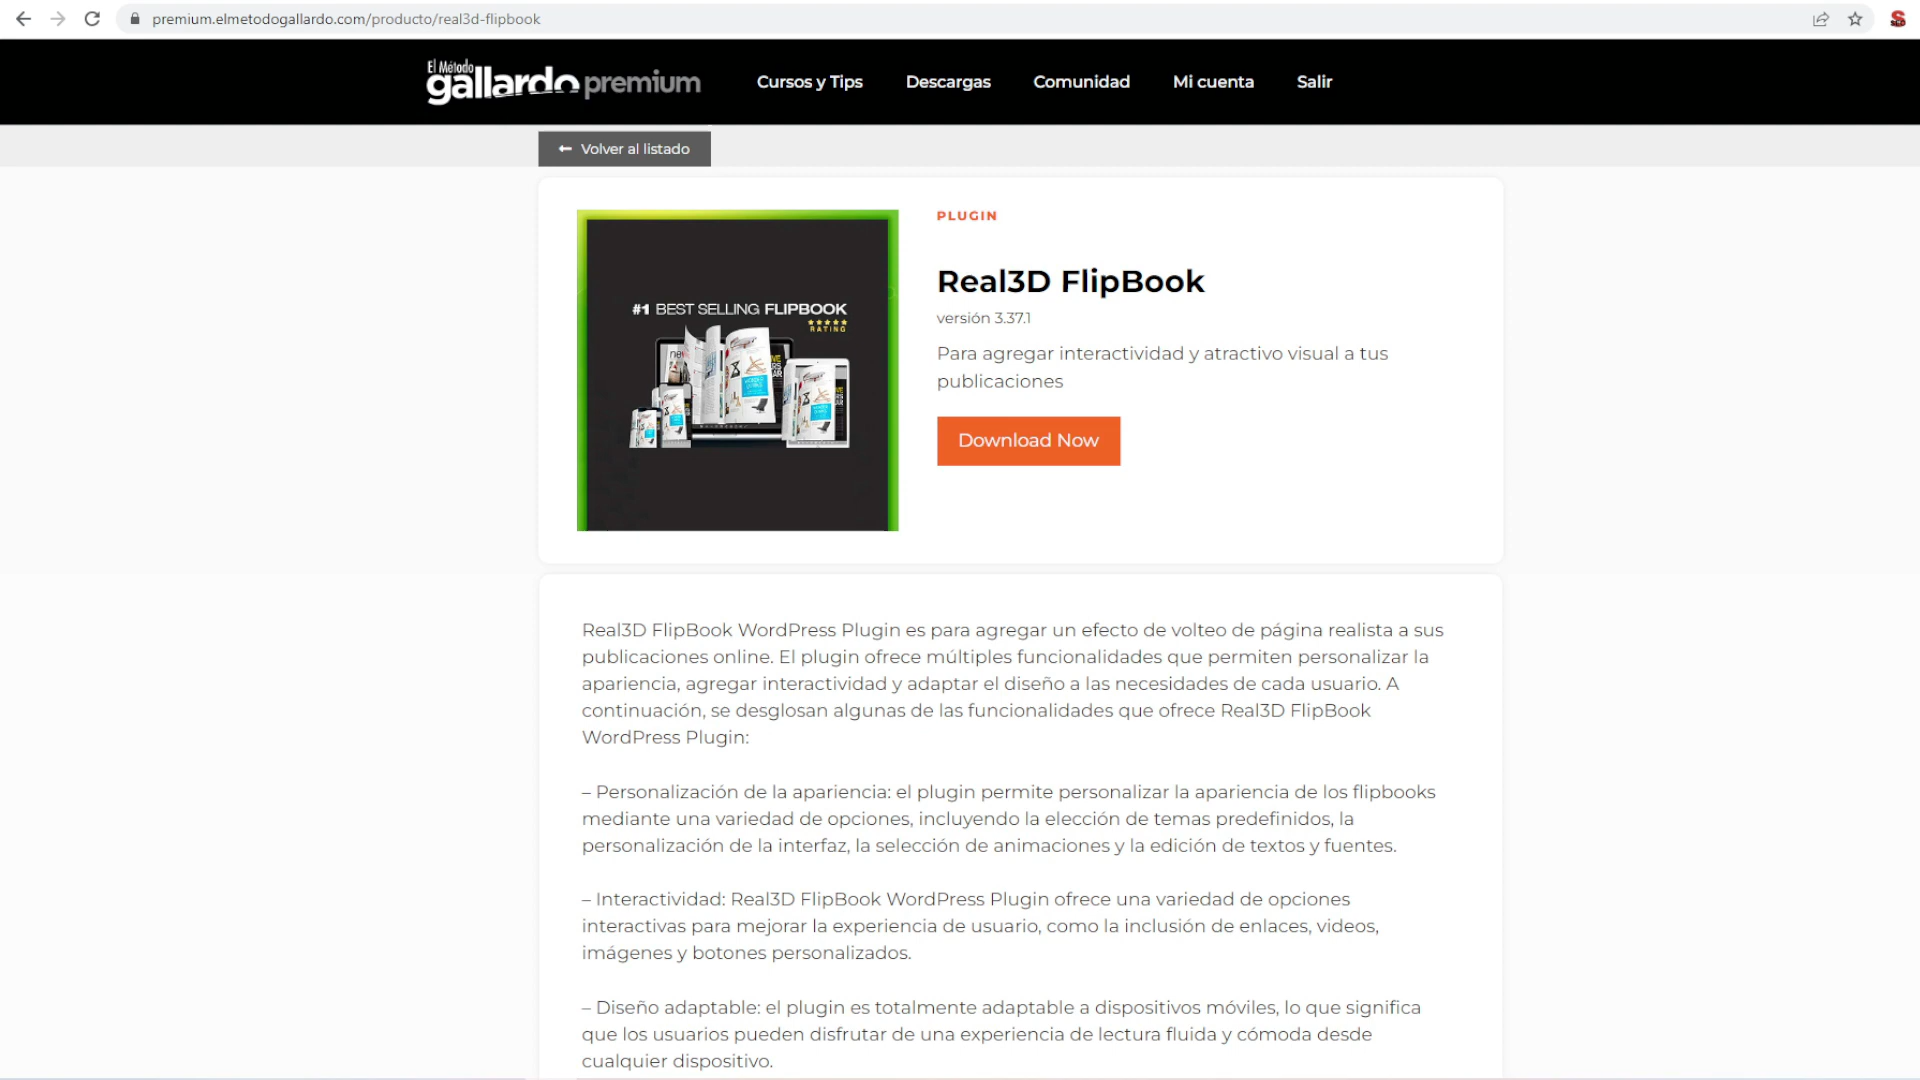 premium.elmetodogallardo.com/producto/real3d-flipbook
El Método
gallardo premium
Cursos y Tips
Descargas
Comunidad
Mi cuenta
Salir
Volver al listado
#1 BEST SELLING FLIPBOOK
RATING
PLUGIN
Real3D FlipBook
versión 3.37.1
Para agregar interactividad y atractivo visual a tus
publicaciones
Download Now
Real3D FlipBook WordPress Plugin es para agregar un efecto de volteo de página realista a sus
publicaciones online. El plugin ofrece múltiples funcionalidades que permiten personalizar la
apariencia, agregar interactividad y adaptar el diseño a las necesidades de cada usuario. A
continuación, se desglosan algunas de las funcionalidades que ofrece Real3D FlipBook
WordPress Plugin:
– Personalización de la apariencia: el plugin permite personalizar la apariencia de los flipbooks
mediante una variedad de opciones, incluyendo la elección de temas predefinidos, la
personalización de la interfaz, la selección de animaciones y la edición de textos y fuentes.
– Interactividad: Real3D FlipBook WordPress Plugin ofrece una variedad de opciones
interactivas para mejorar la experiencia de usuario, como la inclusión de enlaces, videos,
imágenes y botones personalizados.
– Diseño adaptable: el plugin es totalmente adaptable a dispositivos móviles, lo que significa
que los usuarios pueden disfrutar de una experiencia de lectura fluida y cómoda desde
cualquier dispositivo.